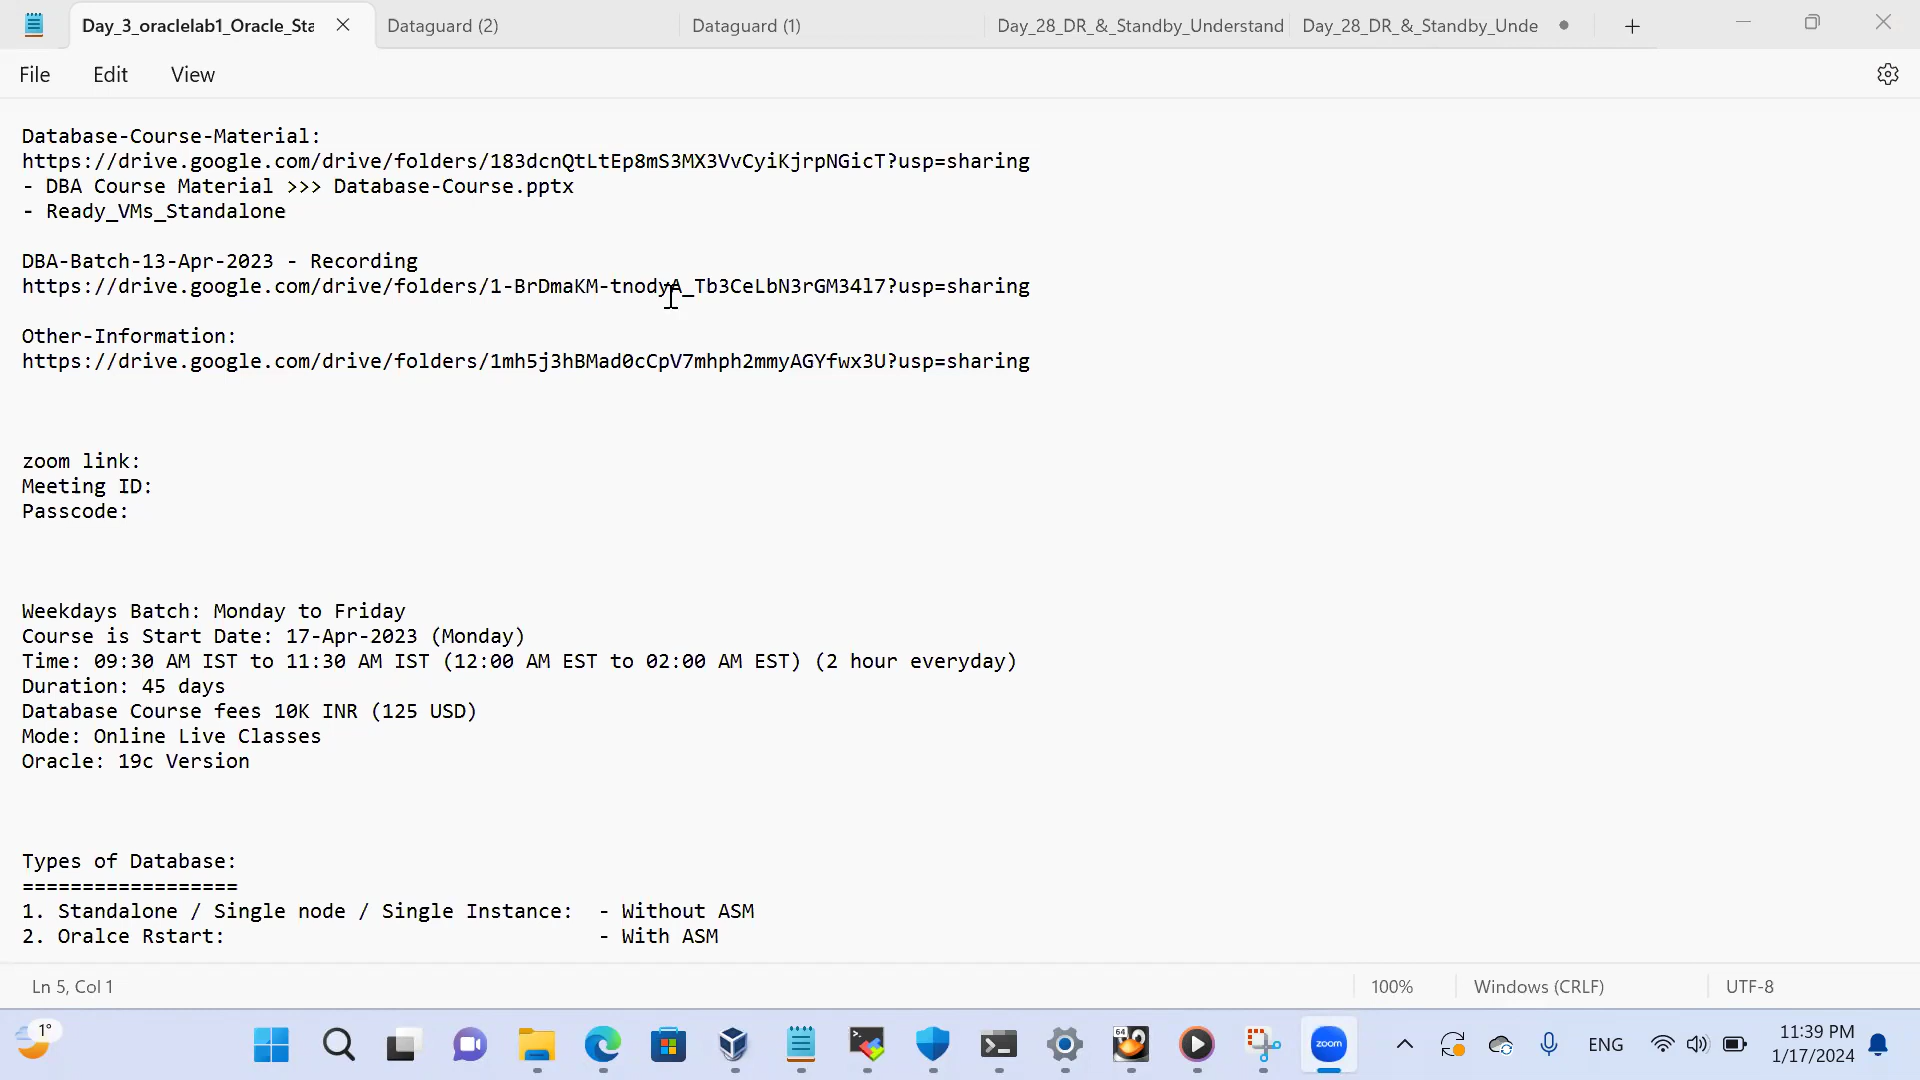 Day_3_oraclelab1_Oracle_Sta
Dataguard (2)
Dataguard (1)
Day_28_DR_&_Standby_Understand
Day_28_DR_&_Standby_Unde
File
Edit
View
Database-Course-Material:
https://drive.google.com/drive/folders/183dcnQtLtEp8mS3MX3VvCyiKjrpNGicT?usp=sharing
- DBA Course Material >>> Database-Course.pptx
- Ready_VMs_Standalone
DBA-Batch-13-Apr-2023 - Recording
https://drive.google.com/drive/folders/1-BrDmaKM-tnodyA_Tb3CeLbN3rGM34l7?usp=sharing
Other-Information:
https://drive.google.com/drive/folders/1mh5j3hBMad0cCpV7mhph2mmyAGYfwx3U?usp=sharing
zoom link:
Meeting ID:
Passcode:
Weekdays Batch: Monday to Friday
Course is Start Date: 17-Apr-2023 (Monday)
Time: 09:30 AM IST to 11:30 AM IST (12:00 AM EST to 02:00 AM EST) (2 hour everyday)
Duration: 45 days
Database Course fees 10K INR (125 USD)
Mode: Online Live Classes
Oracle: 19c Version
Types of Database:
==================
1. Standalone / Single node / Single Instance:  - Without ASM
2. Oralce Rstart:                               - With ASM
Ln 5, Col 1
100%
Windows (CRLF)
UTF-8
1°
64
zoom
ENG
11:39 PM
1/17/2024